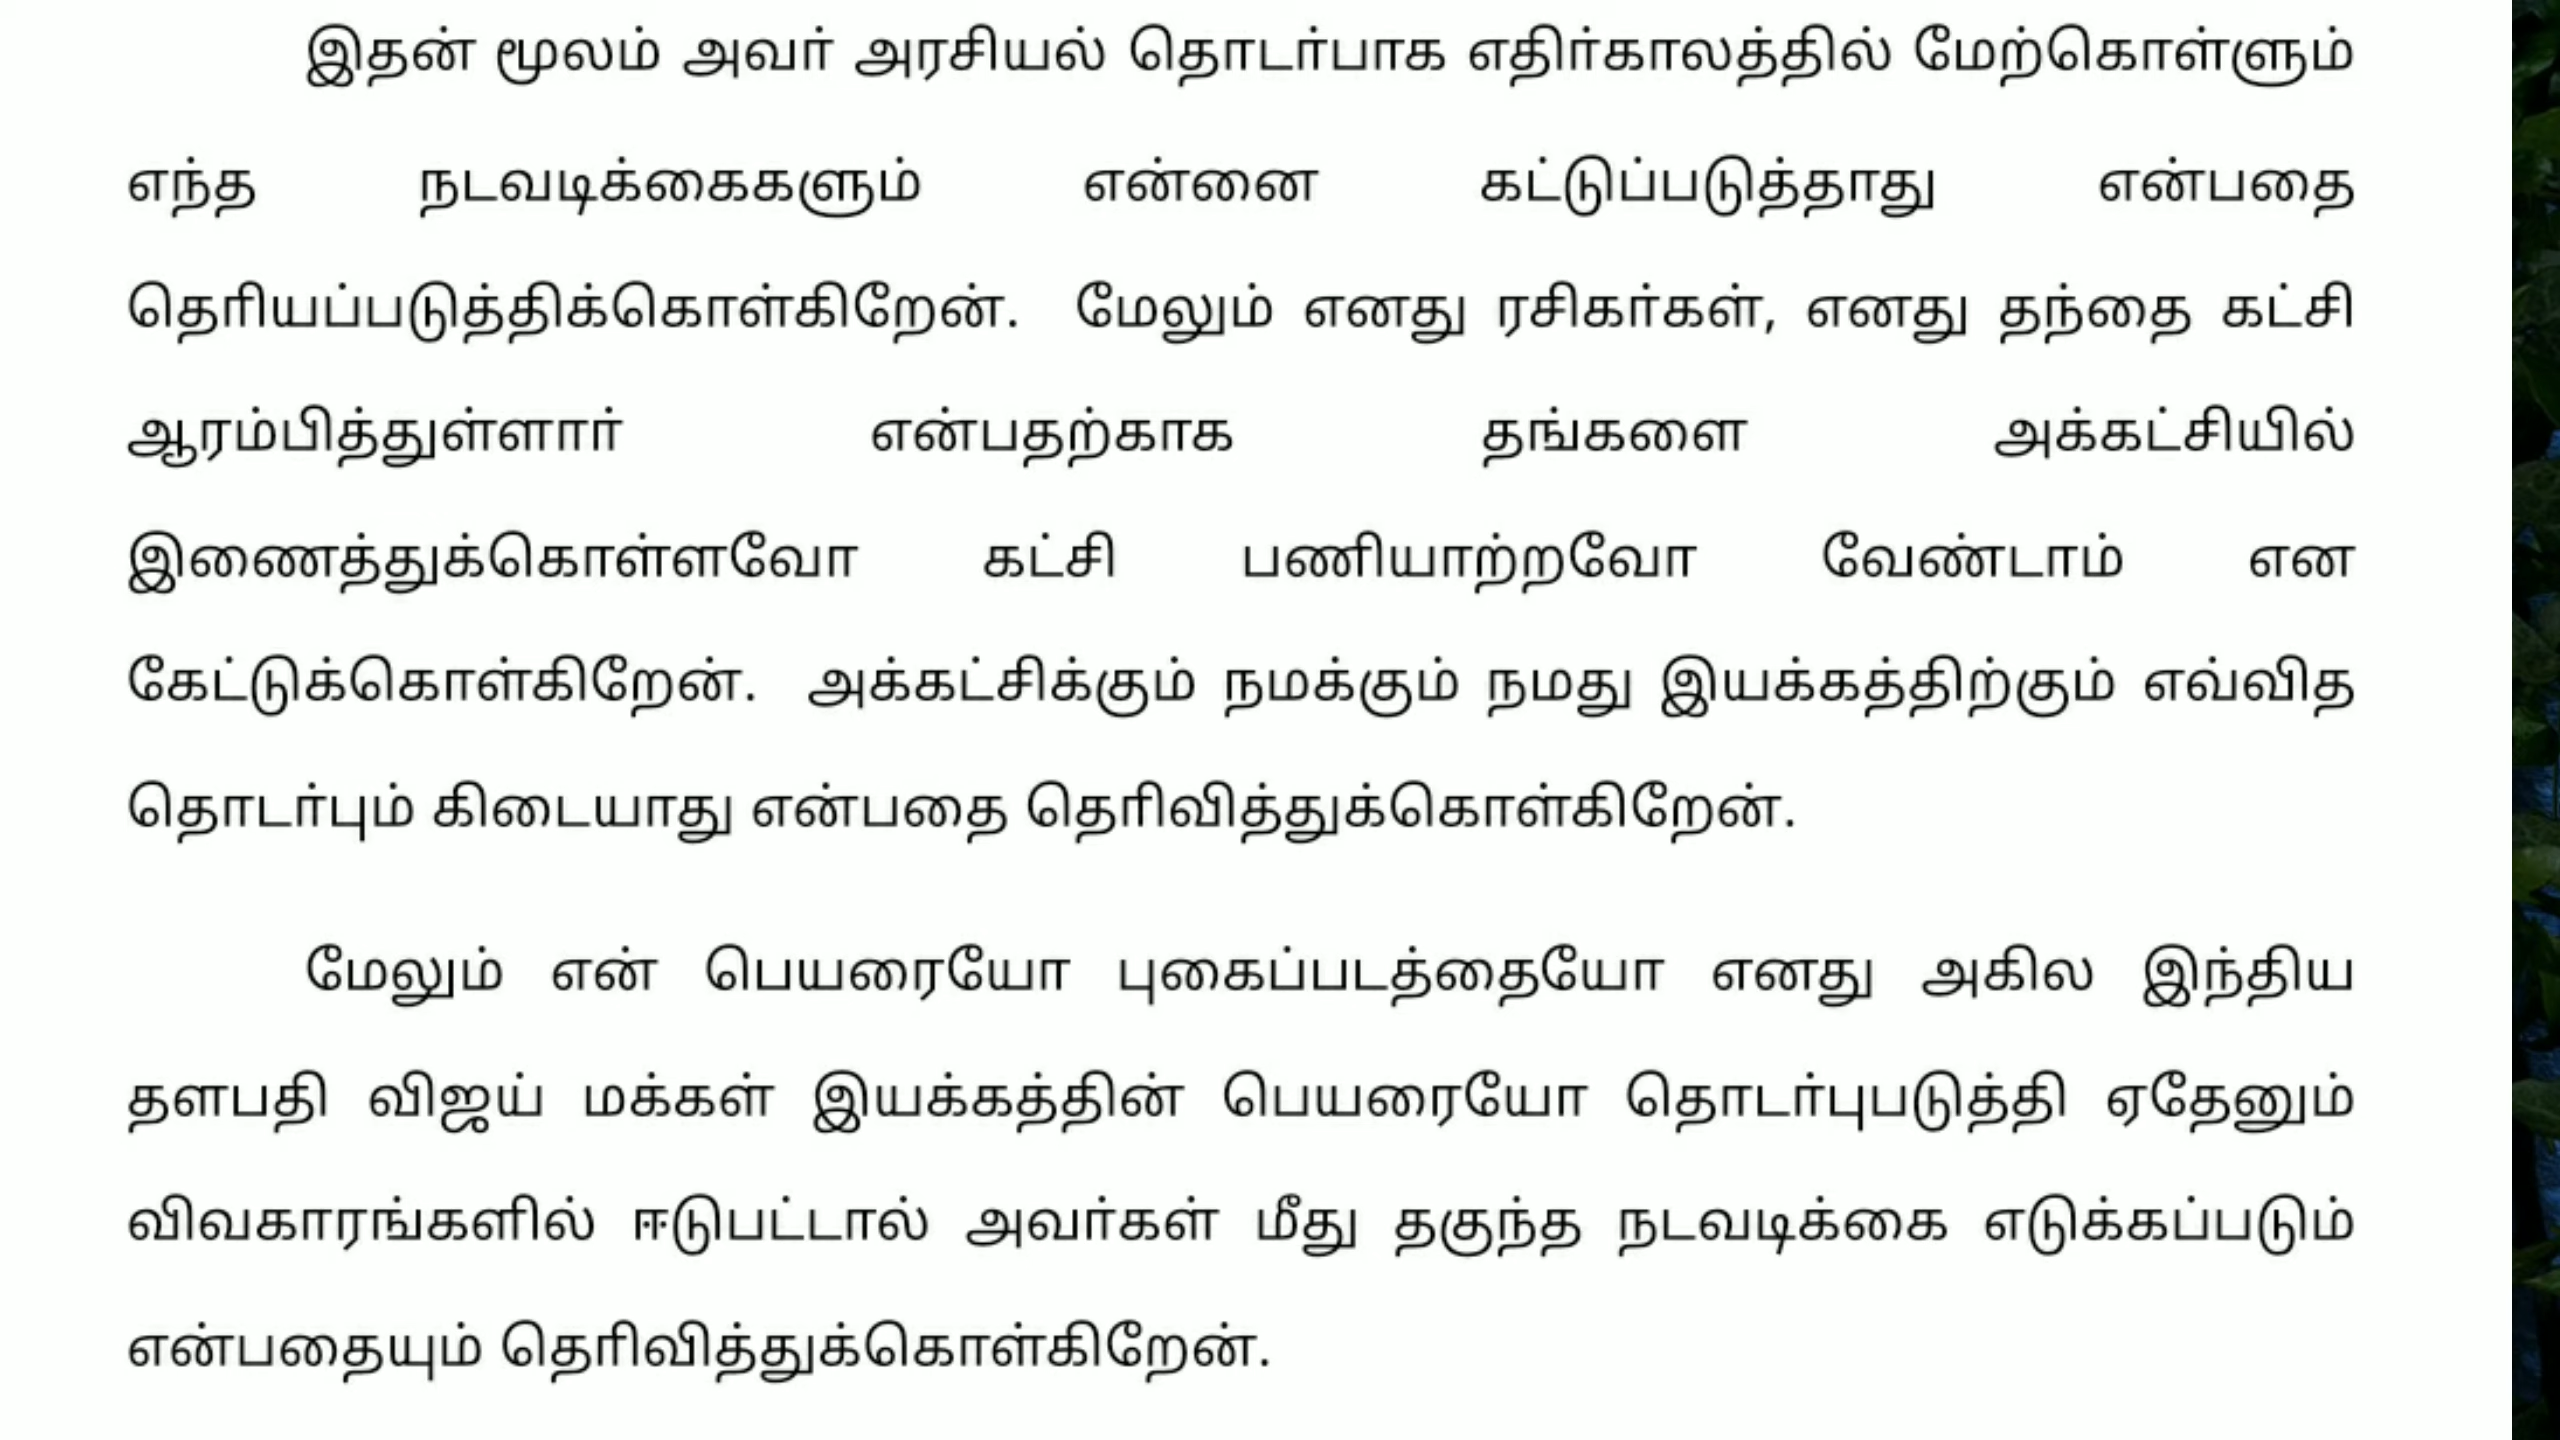 இதன் மூலம் அவர் அரசியல் தொடர்பாக எதிர்காலத்தில் மேற்கொள்ளும்
எந்த நடவடிக்கைகளும் என்னை கட்டுப்படுத்தாது என்பதை
தெரியப்படுத்திக்கொள்கிறேன். மேலும் எனது ரசிகர்கள், எனது தந்தை கட்சி
ஆரம்பித்துள்ளார் என்பதற்காக தங்களை அக்கட்சியில்
இணைத்துக்கொள்ளவோ கட்சி பணியாற்றவோ வேண்டாம் என
கேட்டுக்கொள்கிறேன். அக்கட்சிக்கும் நமக்கும் நமது இயக்கத்திற்கும் எவ்வித
தொடர்பும் கிடையாது என்பதை தெரிவித்துக்கொள்கிறேன்.
மேலும் என் பெயரையோ புகைப்படத்தையோ எனது அகில இந்திய
தளபதி விஜய் மக்கள் இயக்கத்தின் பெயரையோ தொடர்புபடுத்தி ஏதேனும்
விவகாரங்களில் ஈடுபட்டால் அவர்கள் மீது தகுந்த நடவடிக்கை எடுக்கப்படும்
என்பதையும் தெரிவித்துக்கொள்கிறேன்.